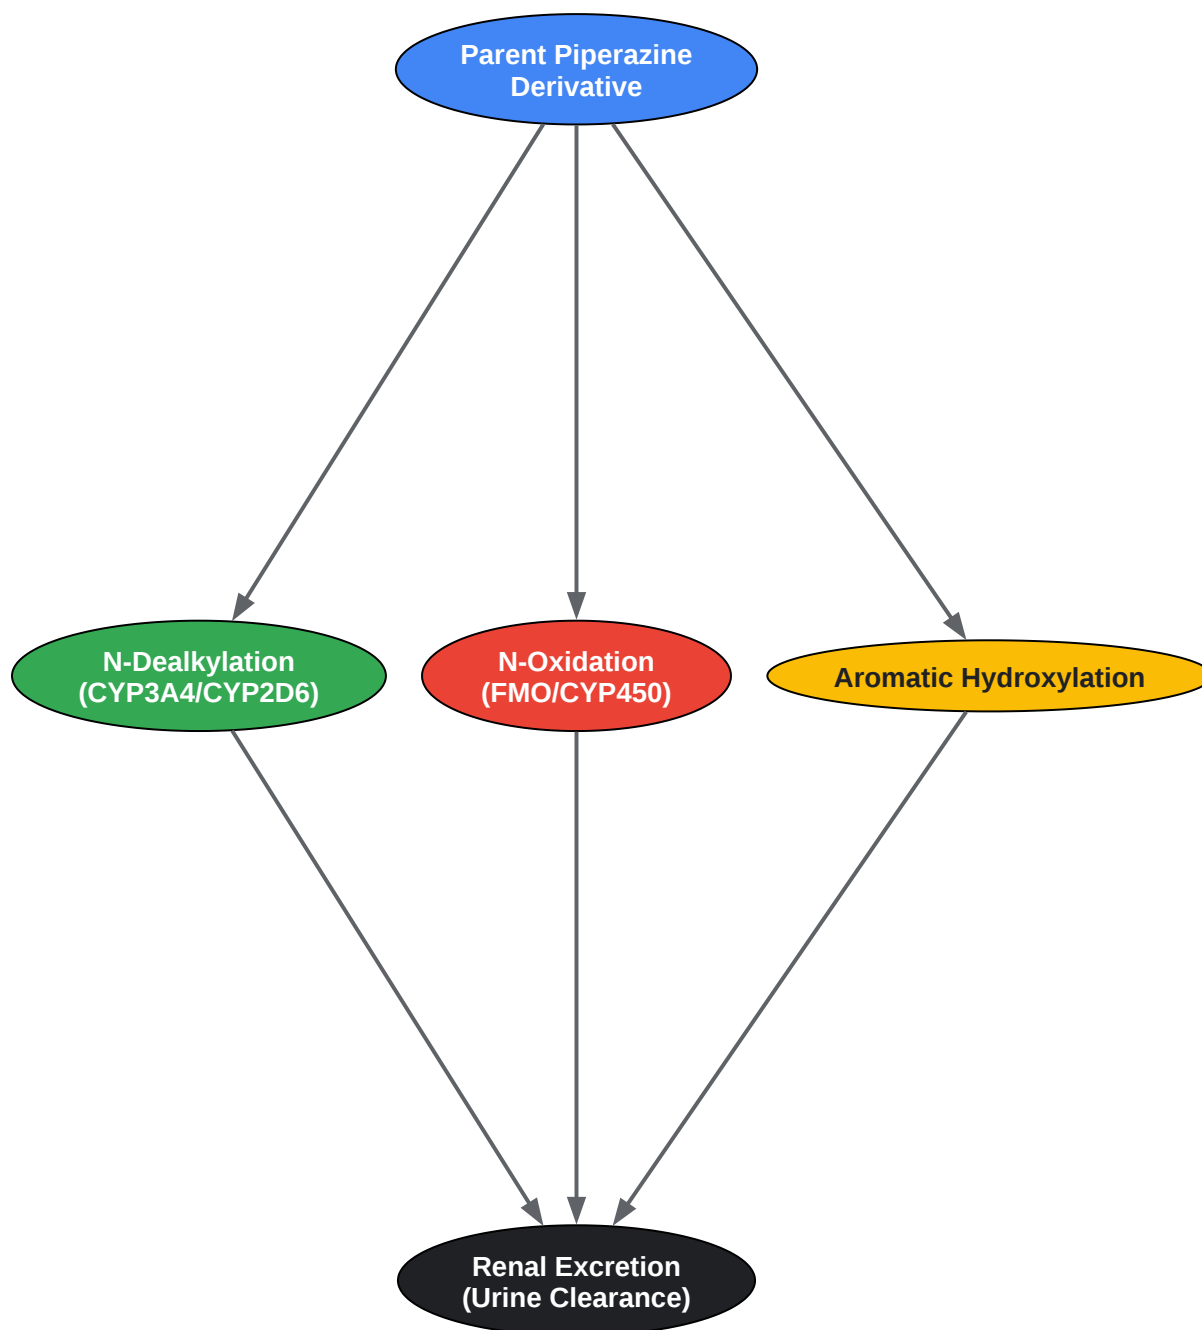 Parent Piperazine
Derivative
N-Dealkylation
(CYP3A4/CYP2D6)
N-Oxidation
(FMO/CYP450)
Aromatic Hydroxylation
Renal Excretion
(Urine Clearance)